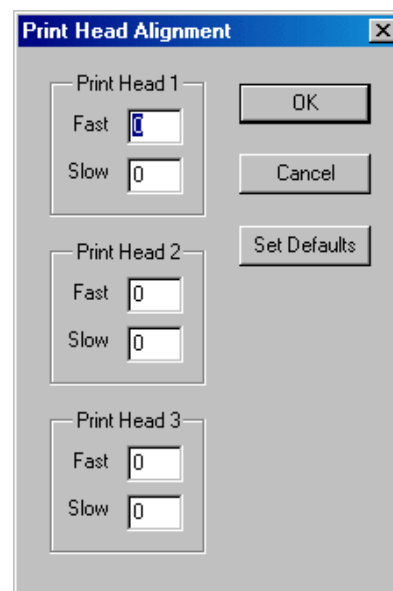 Print Head Alignment
Print Head 1
Fast 0
Slow 0
OK
Cancel
Set Defaults
Print Head 2
Fast 0
Slow 0
Print Head 3
Fast 0
Slow 0